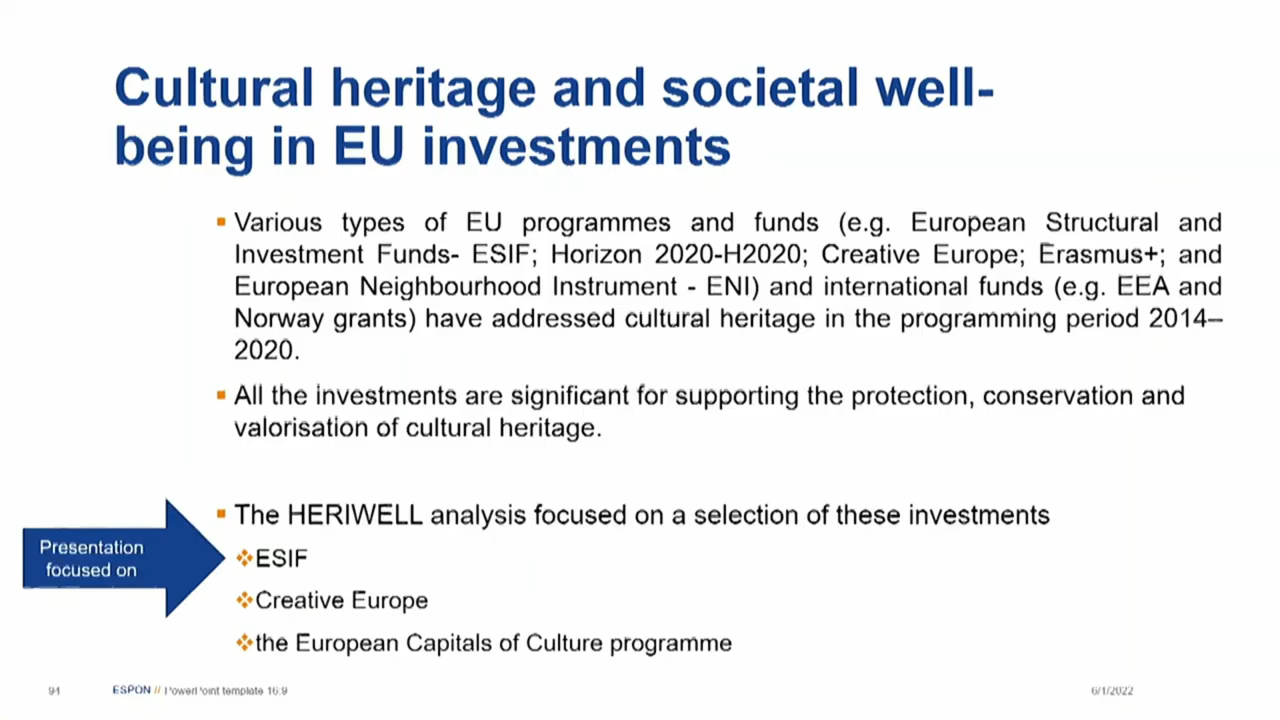 Cultural heritage and societal well-
being in EU investments
Various types of EU programmes and funds (e.g. European Structural and
Investment Funds- ESIF; Horizon 2020-H2020; Creative Europe; Erasmus+; and
European Neighbourhood Instrument - ENI) and international funds (e.g. EEA and
Norway grants) have addressed cultural heritage in the programming period 2014–
2020.
All the investments are significant for supporting the protection, conservation and
valorisation of cultural heritage.
The HERIWELL analysis focused on a selection of these investments
Presentation
focused on
ESIF
Creative Europe
the European Capitals of Culture programme
ESPON // PowerPoint template 16:9
6/1/2022